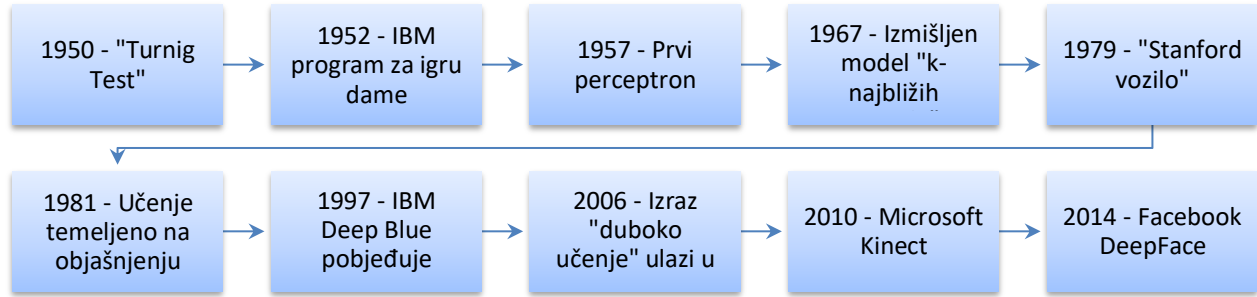 1950 - "Turnig
Test"
1952 - IBM
program za igru
dame
1957 - Prvi
perceptron
1967 - Izmišljen
model "k-
najbližih
1979 - "Stanford
vozilo"
1981 - Učenje
temeljeno na
objašnjenju
1997 - IBM
Deep Blue
pobjeđuje
2006 - Izraz
"duboko
učenje" ulazi u
2010 - Microsoft
Kinect
2014 - Facebook
DeepFace